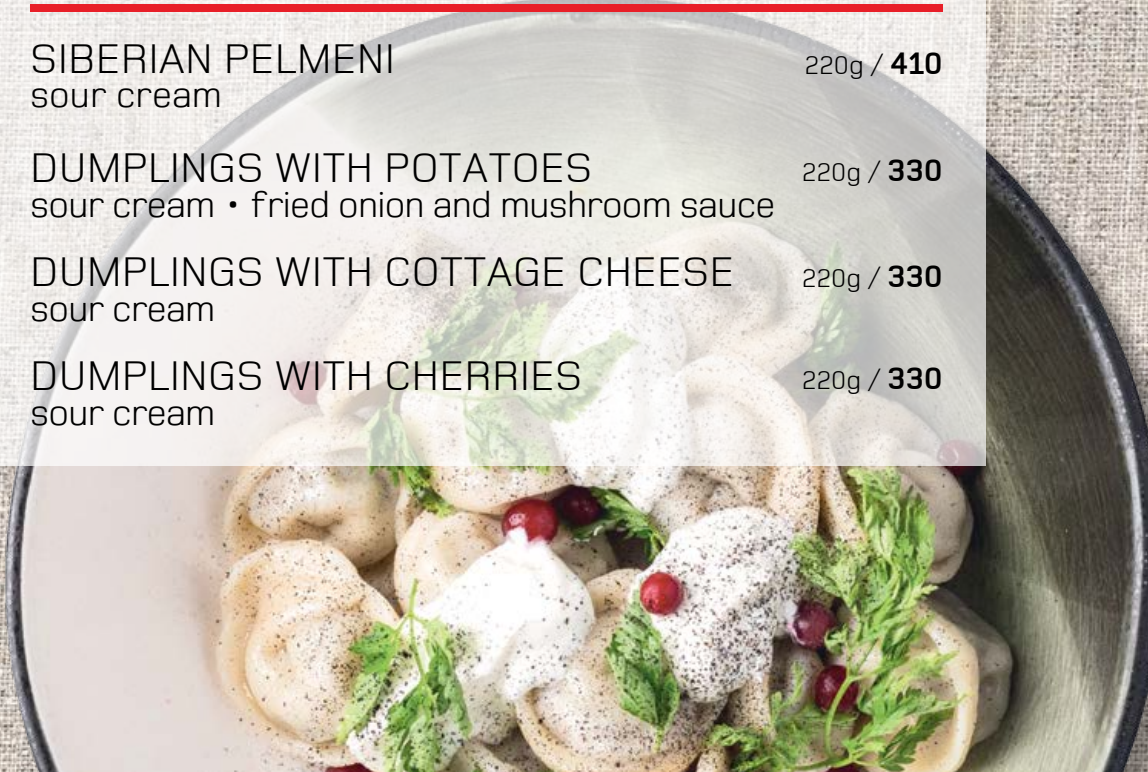 SIBERIAN PELMENI 220g / 410
sour cream
DUMPLINGS WITH POTATOES 220g / 330
sour cream • fried onion and mushroom sauce
DUMPLINGS WITH COTTAGE CHEESE 220g / 330
sour cream
DUMPLINGS WITH CHERRIES 220g / 330
sour cream